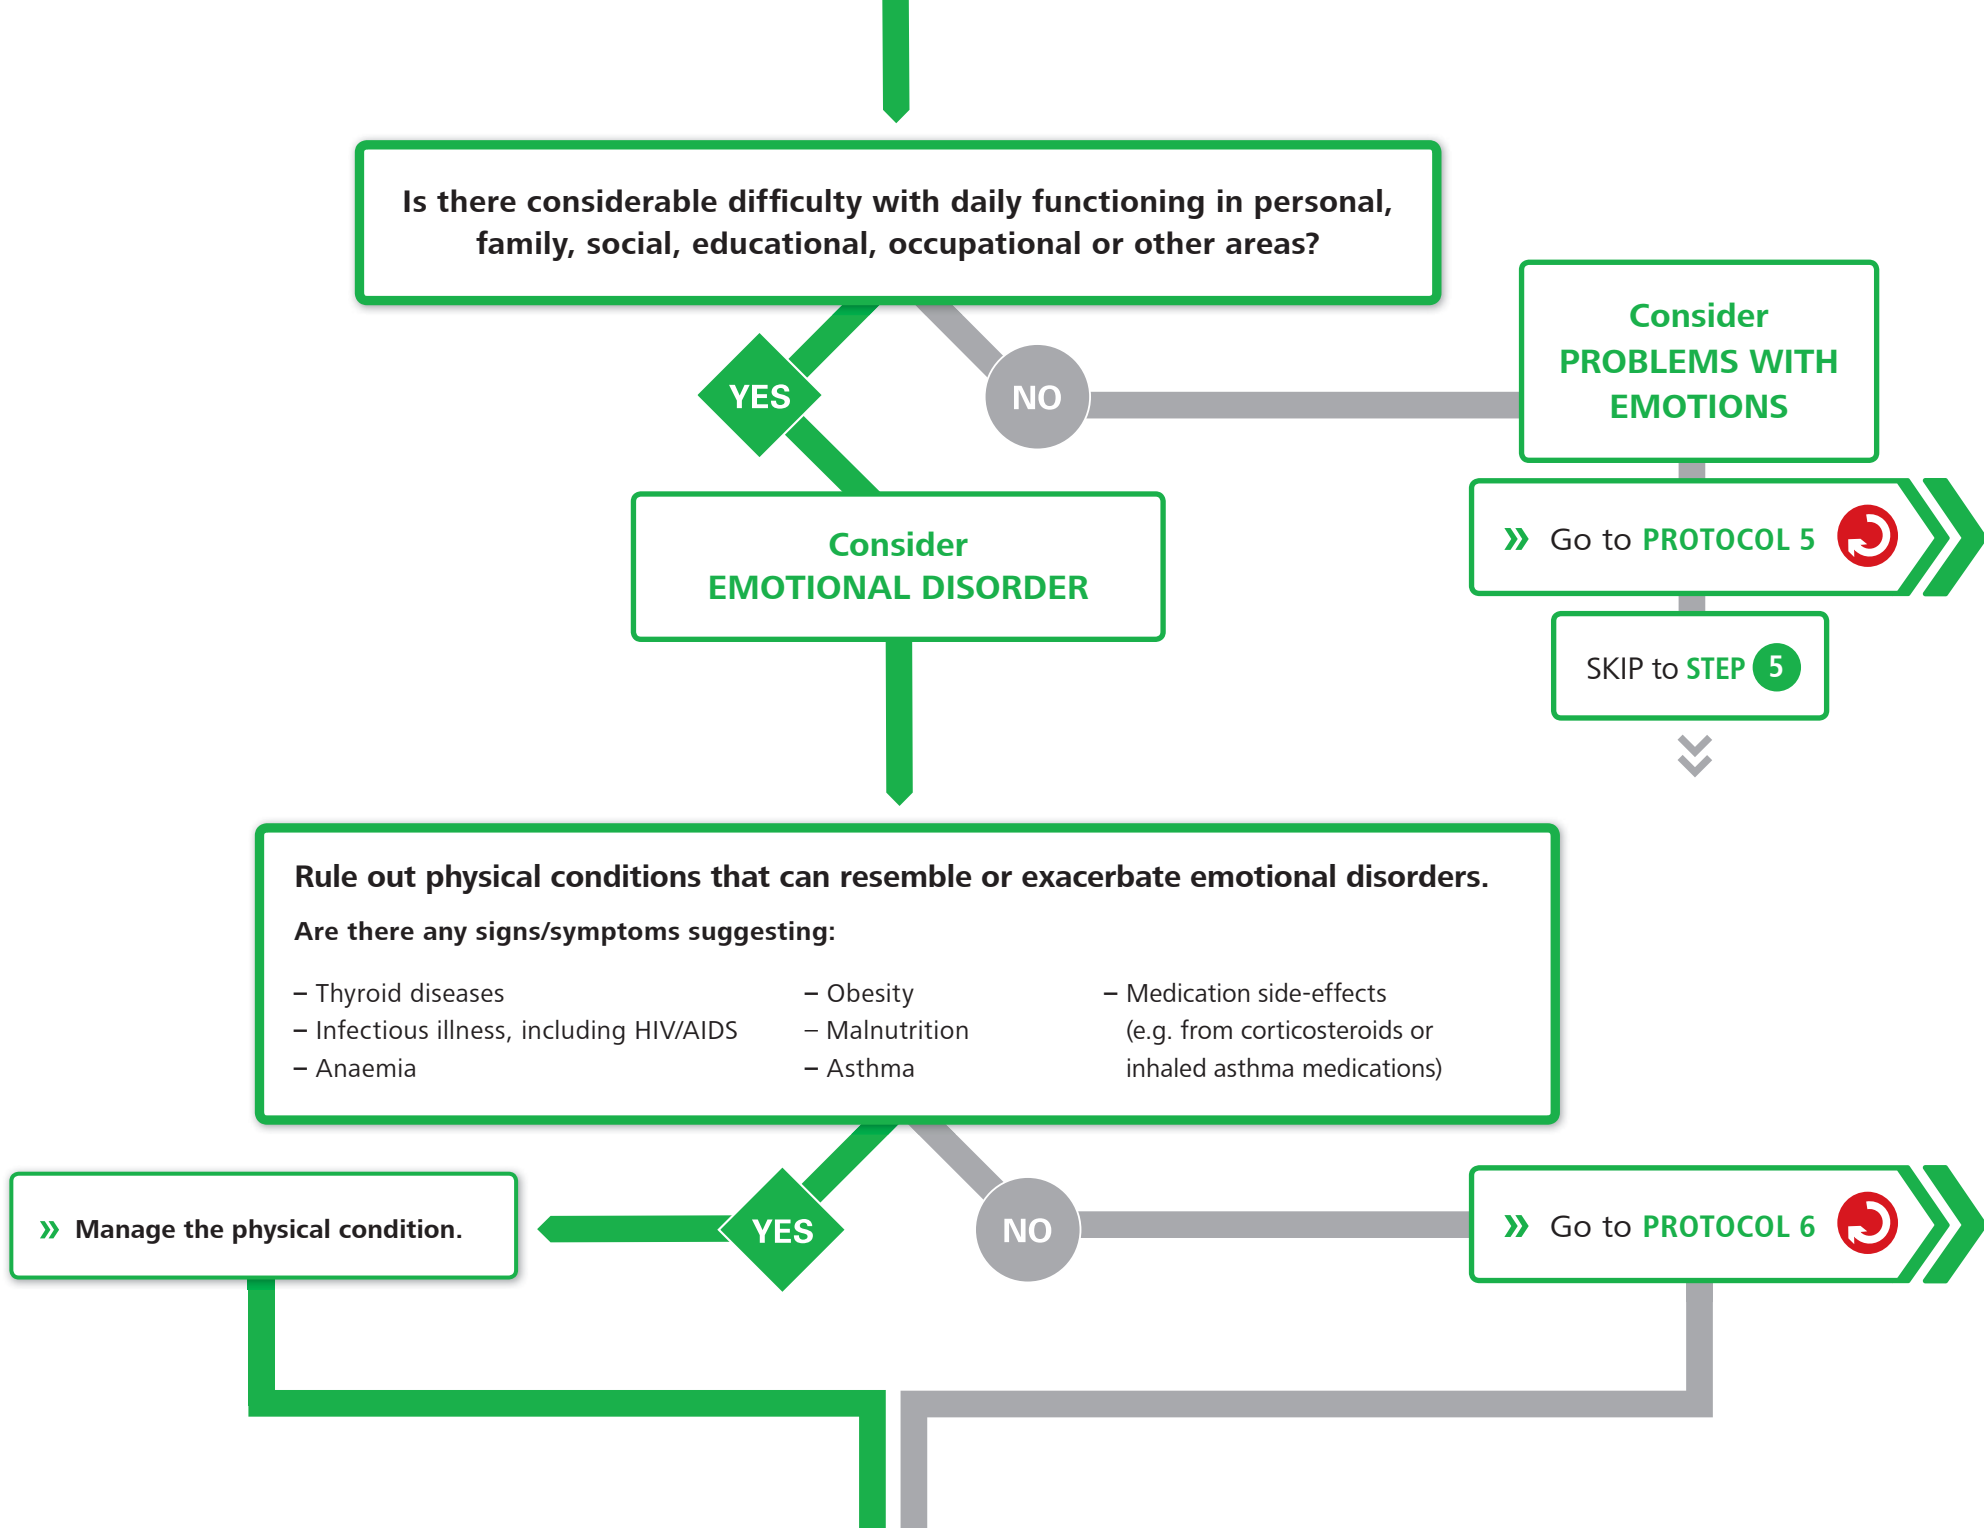 Is there considerable difficulty with daily functioning in personal,
family, social, educational, occupational or other areas?
YES
NO
Consider
PROBLEMS WITH
EMOTIONS
» Go to PROTOCOL 5
SKIP to STEP 5
Consider
EMOTIONAL DISORDER
Rule out physical conditions that can resemble or exacerbate emotional disorders.
Are there any signs/symptoms suggesting:
– Thyroid diseases
– Infectious illness, including HIV/AIDS
– Anaemia
– Obesity
– Malnutrition
– Asthma
– Medication side-effects
(e.g. from corticosteroids or
inhaled asthma medications)
YES
NO
» Manage the physical condition.
» Go to PROTOCOL 6